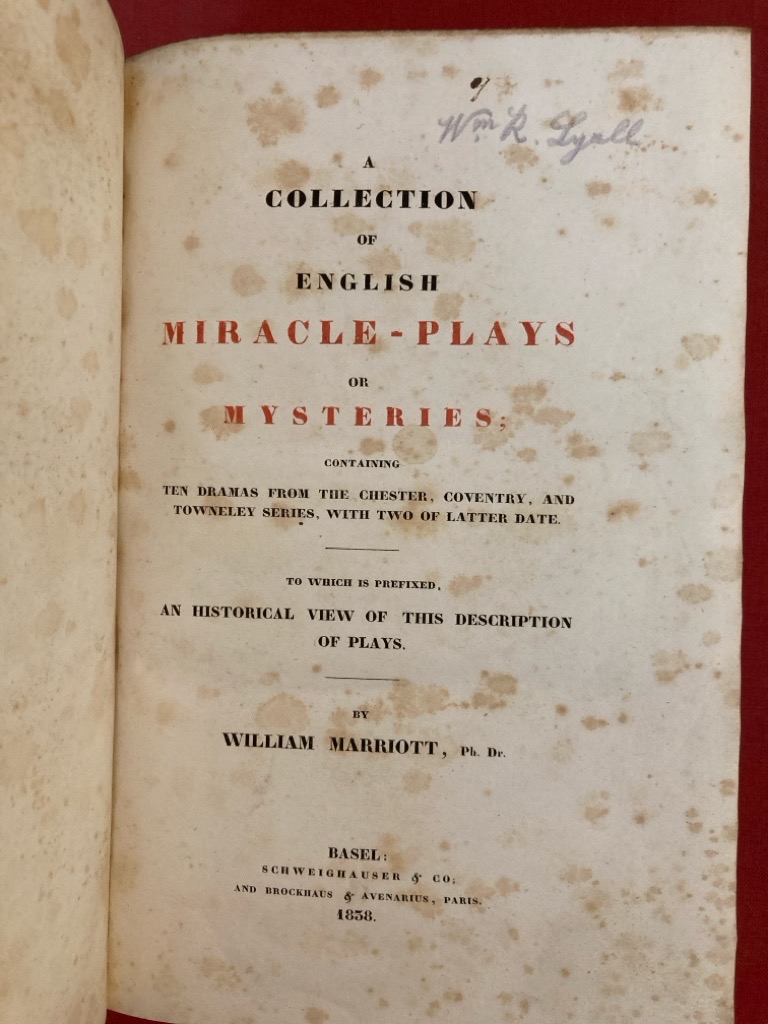 Wm R. Lyall
A
COLLECTION
OF
ENGLISH
MIRACLE-PLAYS
OR
MYSTERIES;
CONTAINING
TEN DRAMAS FROM THE CHESTER, COVENTRY, AND
TOWNELEY SERIES, WITH TWO OF LATTER DATE.
TO WHICH IS PREFIXED,
AN HISTORICAL VIEW OF THIS DESCRIPTION
OF PLAYS.
BY
WILLIAM MARRIOTT, Ph. Dr.
BASEL:
SCHWEIGHAUSER & CO;
AND BROCKHAUS & AVENARIUS, PARIS.
1838.